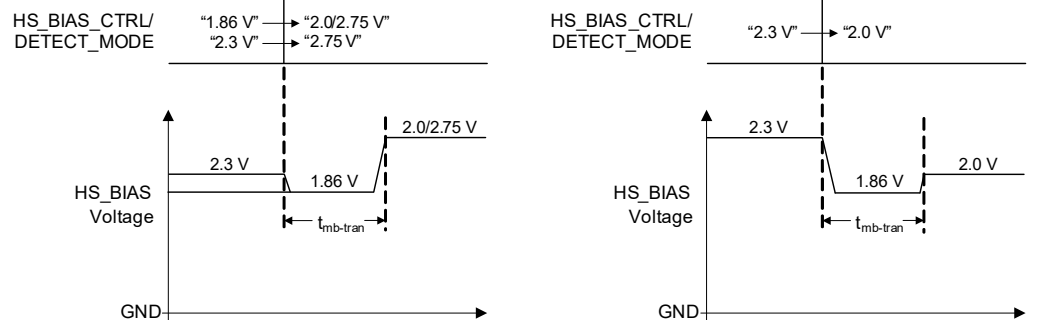 HS_BIAS_CTRL/
DETECT_MODE
“1.86 V” “2.0/2.75 V”
“2.3 V” “2.75 V”
2.3 V
1.86 V
2.0/2.75 V
HS_BIAS
Voltage
tmb-tran
GND
HS_BIAS_CTRL/
DETECT_MODE
“2.3 V” “2.0 V”
2.3 V
1.86 V
2.0 V
HS_BIAS
Voltage
tmb-tran
GND